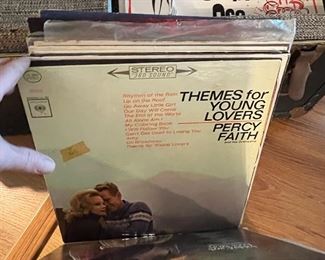 STEREO
360 SOUND
Rhythm of the Rain
Up on the Roof
Go Away Little Girl
Our Day Will Come
The End of the World
All Alone Am I
My Coloring Book
I Will Follow You
Can't Get Used to Losing You
Amy
On Broadway
Theme for Young Lovers
THEMES for
YOUNG
LOVERS
PERCY
FAITH